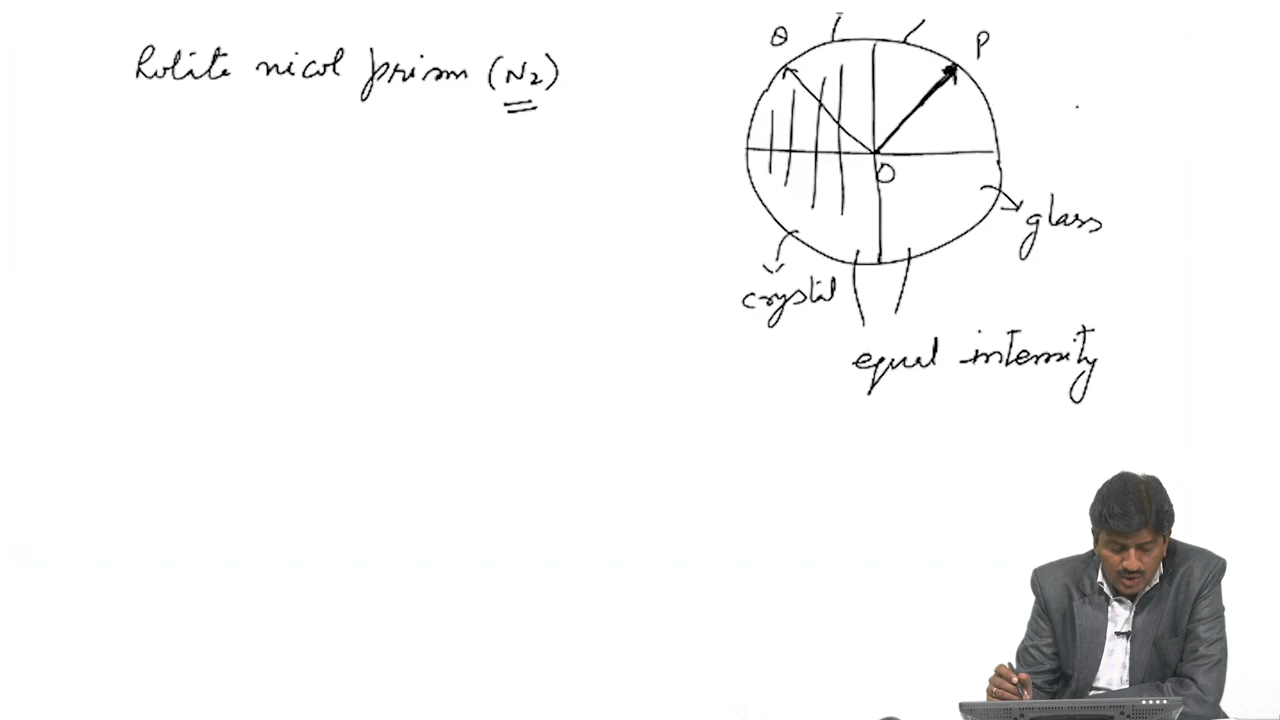 Rotate nicol prism (N2)
θ
P
O
glass
crystal
equal intensity